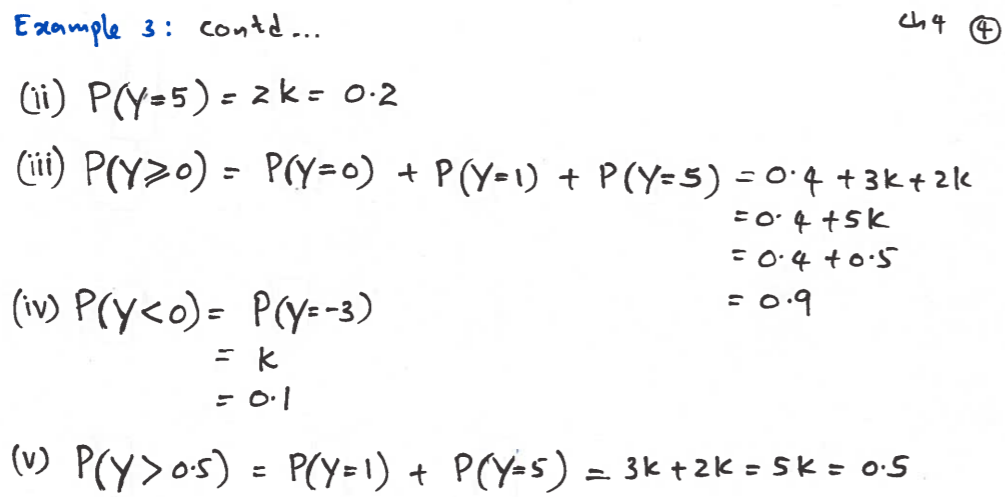 Example 3: contd... ch 4 ④
(ii) P(Y=5) = 2k = 0.2
(iii) P(Y⩾0) = P(Y=0) + P(Y=1) + P(Y=5) = 0.4 + 3k + 2k
= 0.4 + 5k
= 0.4 + 0.5
= 0.9
(iv) P(Y<0) = P(Y=-3)
= k
= 0.1
(v) P(Y>0.5) = P(Y=1) + P(Y=5) = 3k + 2k = 5k = 0.5